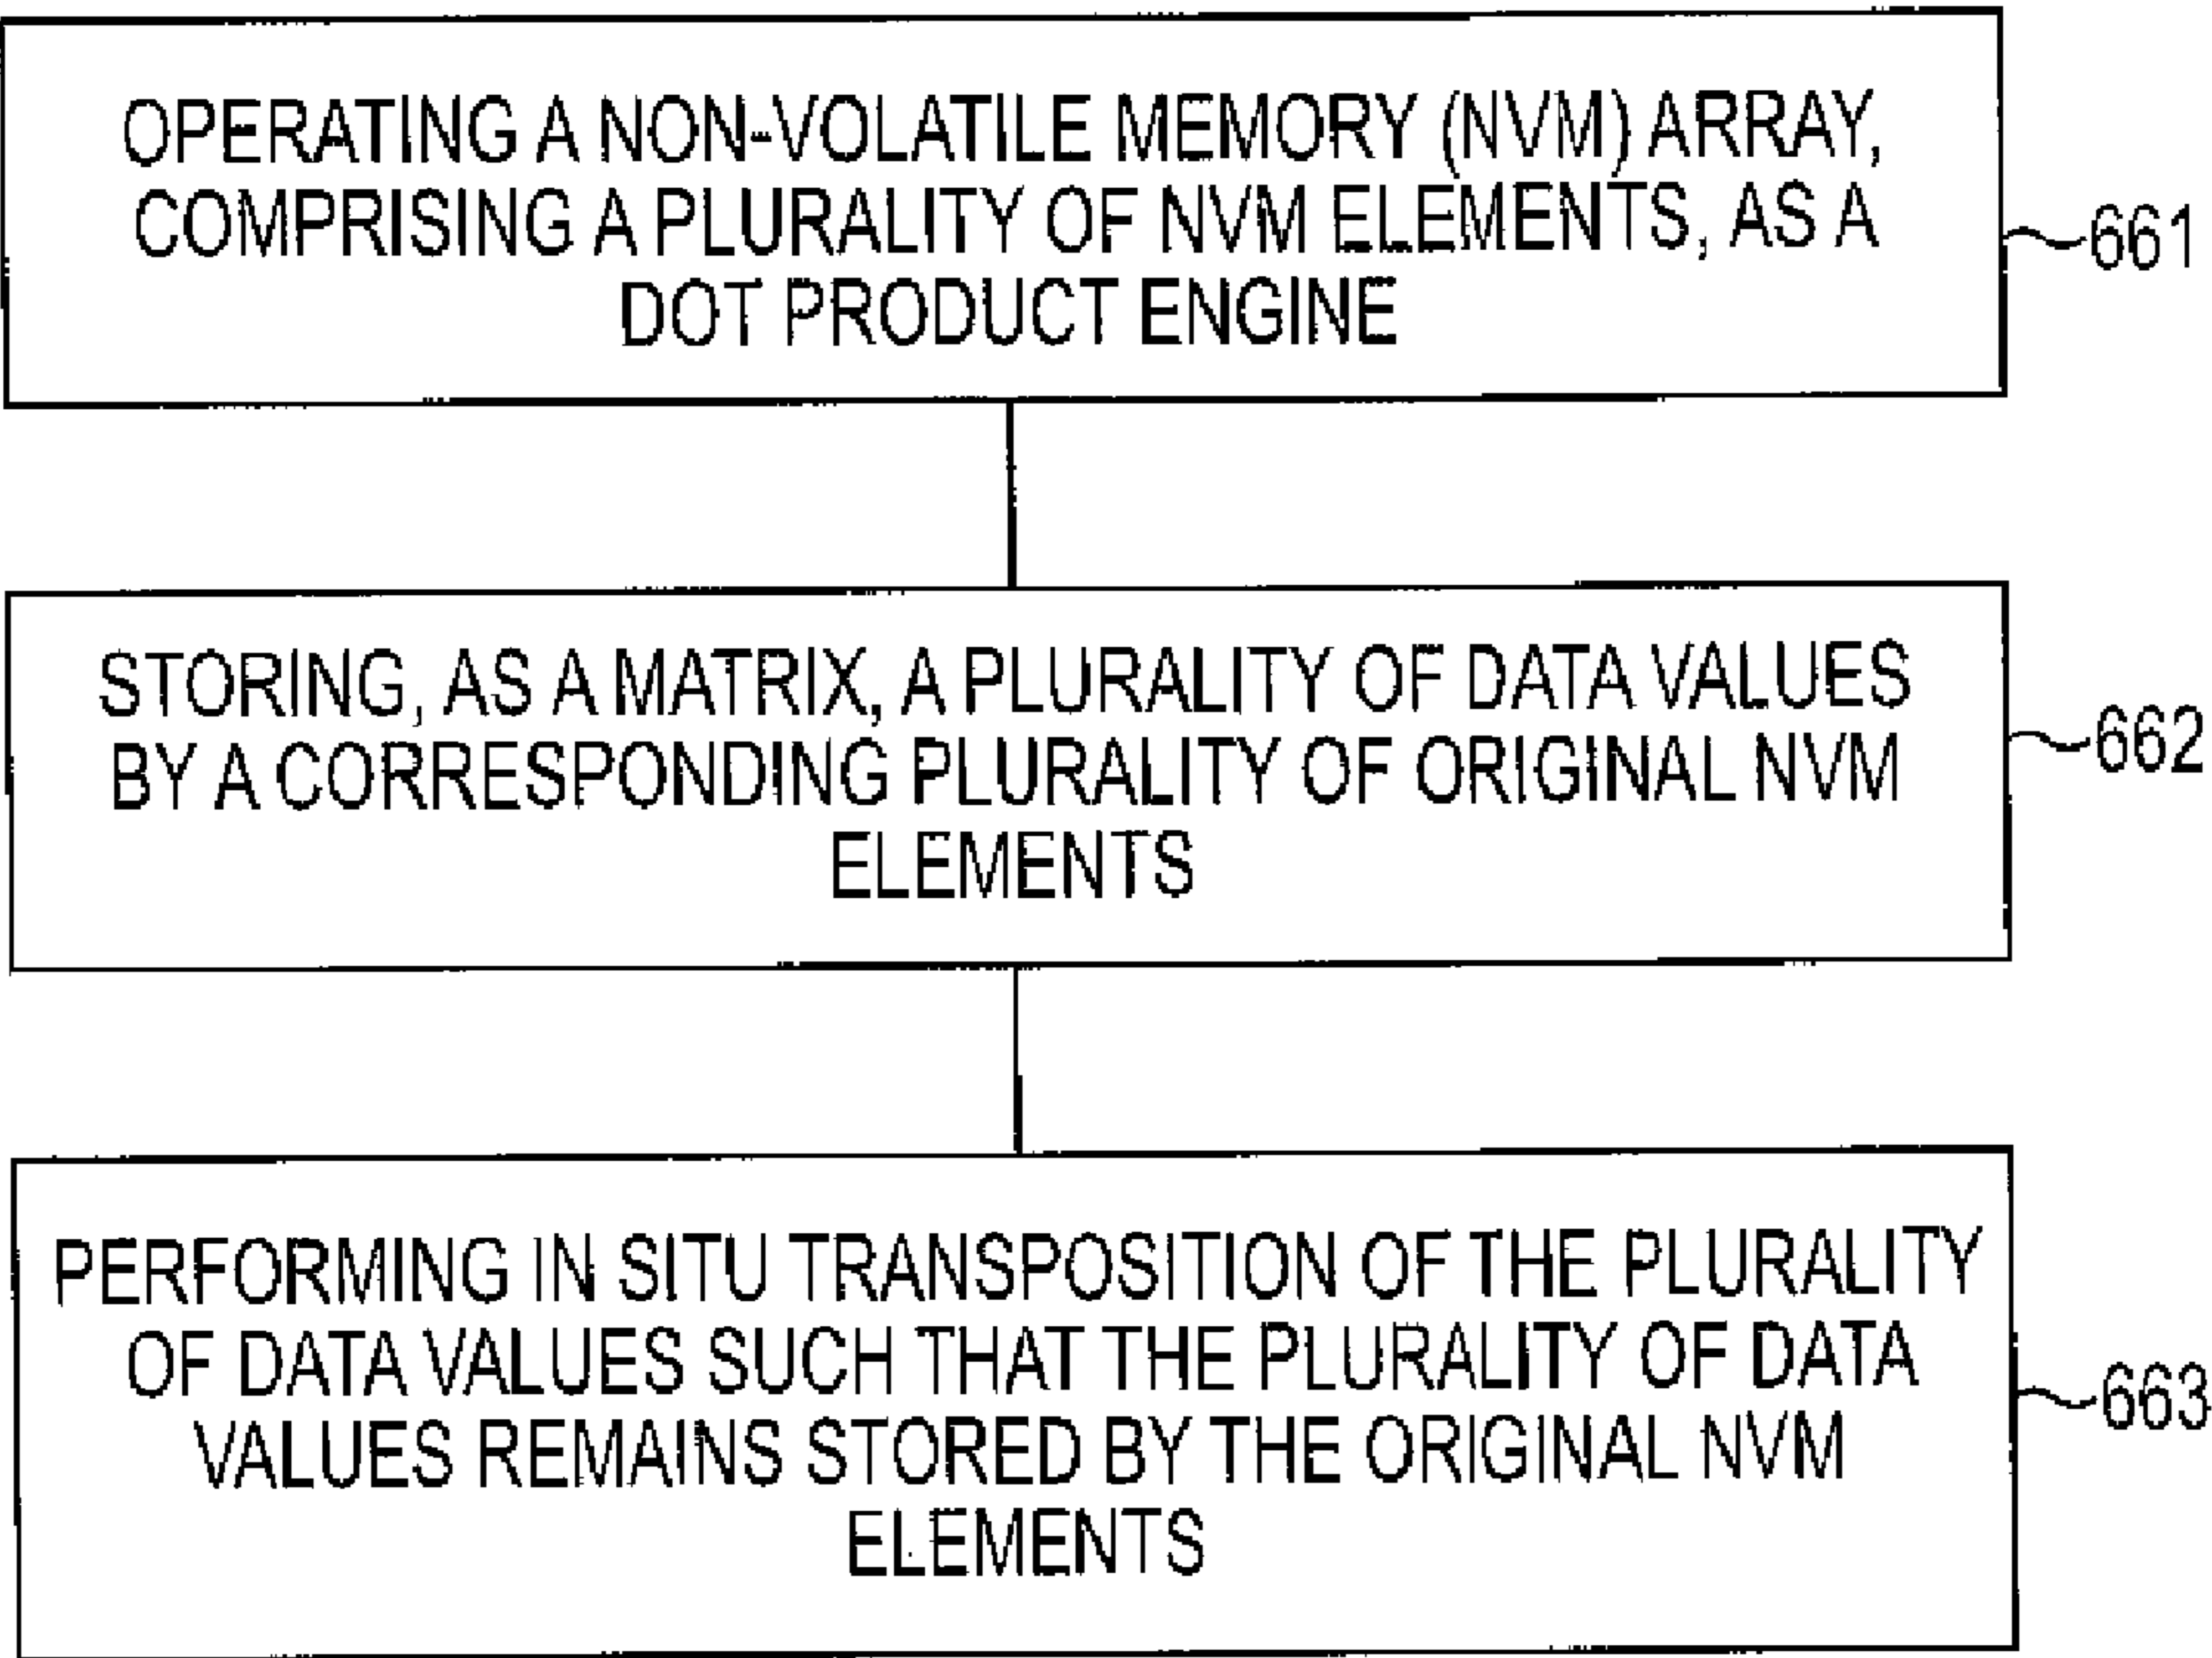 OPERATING A NON-VOLATILE MEMORY (NVM) ARRAY,
COMPRISING A PLURALITY OF NVM ELEMENTS, AS A
DOT PRODUCT ENGINE
661
STORING, AS A MATRIX, A PLURALITY OF DATA VALUES
BY A CORRESPONDING PLURALITY OF ORIGINAL NVM
ELEMENTS
662
PERFORMING IN SITU TRANSPOSITION OF THE PLURALITY
OF DATA VALUES SUCH THAT THE PLURALITY OF DATA
VALUES REMAINS STORED BY THE ORIGINAL NVM
ELEMENTS
663